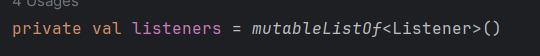 4 Usages
private val listeners = mutableListOf<Listener>()